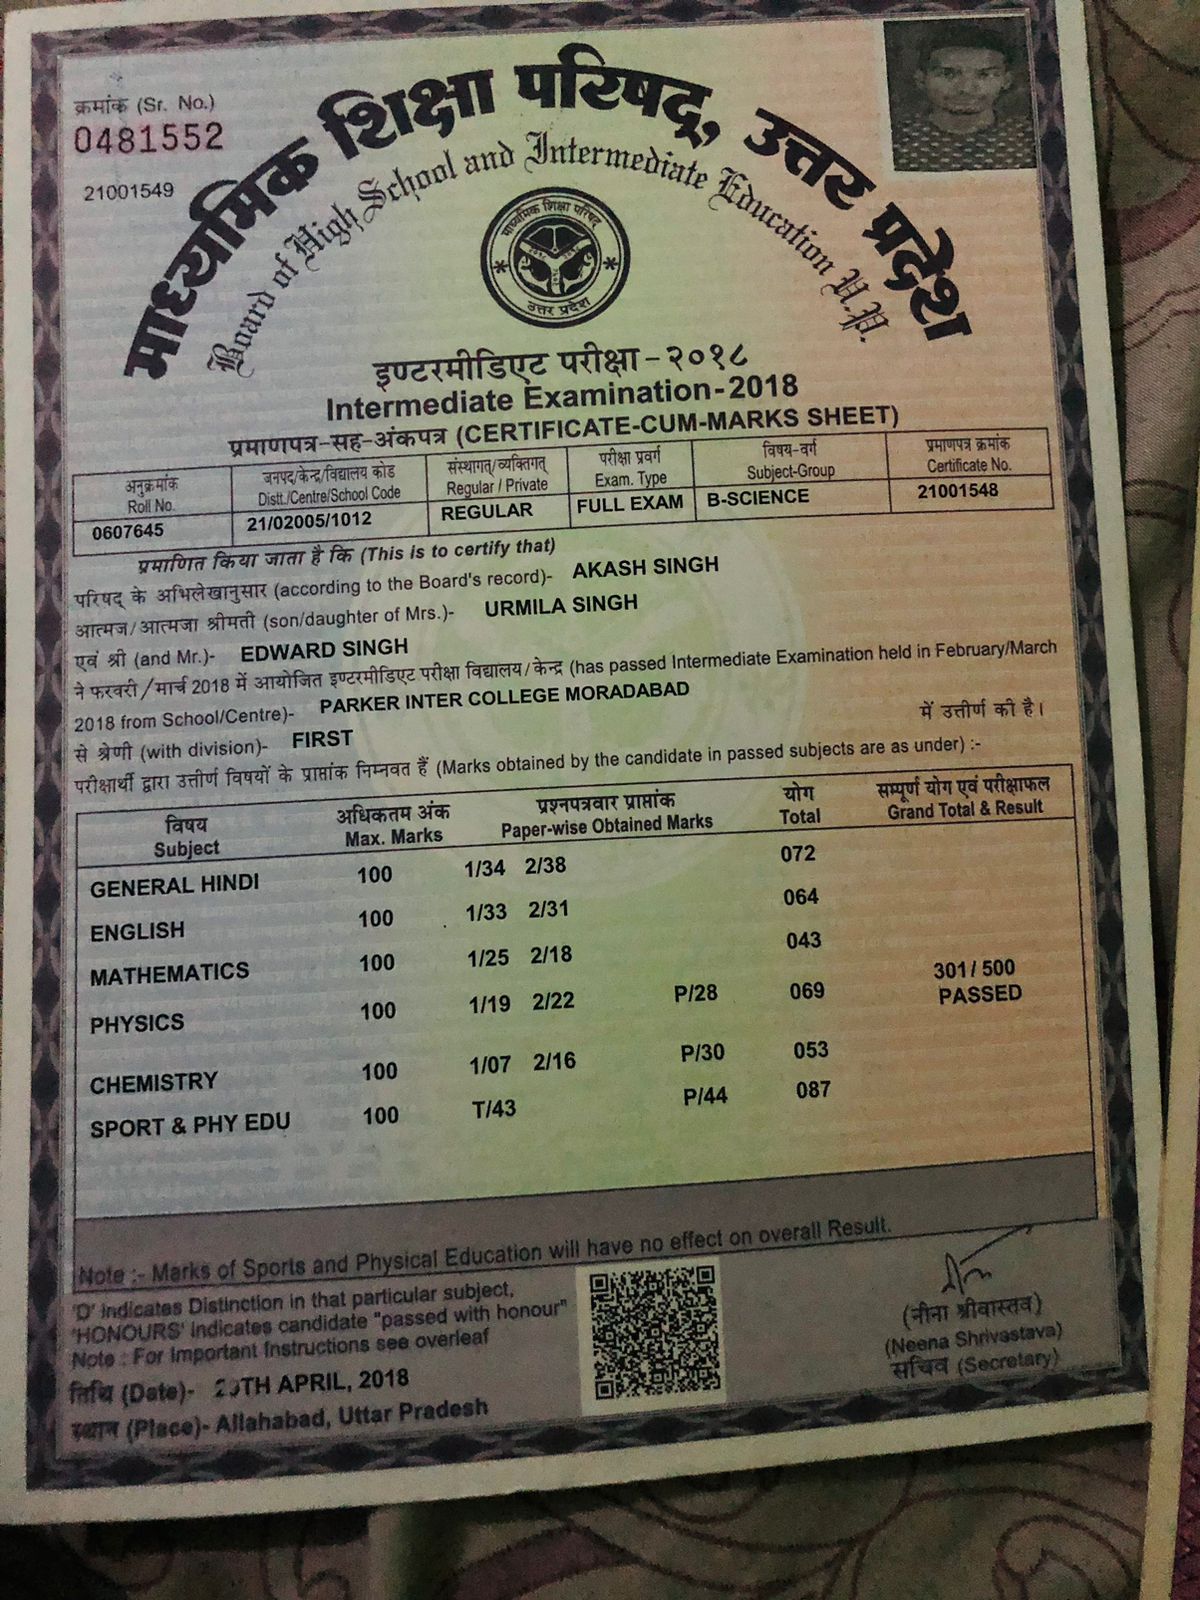 क्रमांक (Sr. No.)
0481552
21001549
माध्यमिक शिक्षा परिषद्, उत्तर प्रदेश
Board of High School and Intermediate Education U.P.
माध्यमिक शिक्षा परिषद्
उत्तर प्रदेश
इण्टरमीडिएट परीक्षा - २०१८
Intermediate Examination-2018
प्रमाणपत्र-सह-अंकपत्र (CERTIFICATE-CUM-MARKS SHEET)
अनुक्रमांक जनपद/केन्द्र/विद्यालय कोड संस्थागत्/व्यक्तिगत् परीक्षा प्रवर्ग विषय-वर्ग प्रमाणपत्र क्रमांक
Roll No. Distt./Centre/School Code Regular / Private Exam. Type Subject-Group Certificate No.
0607645 21/02005/1012 REGULAR FULL EXAM B-SCIENCE 21001548
प्रमाणित किया जाता है कि (This is to certify that)
परिषद् के अभिलेखानुसार (according to the Board's record)- AKASH SINGH
आत्मज/आत्मजा श्रीमती (son/daughter of Mrs.)- URMILA SINGH
एवं श्री (and Mr.)- EDWARD SINGH
ने फरवरी/मार्च 2018 में आयोजित इण्टरमीडिएट परीक्षा विद्यालय/केन्द्र (has passed Intermediate Examination held in February/March
2018 from School/Centre)- PARKER INTER COLLEGE MORADABAD
में उत्तीर्ण की है।
से श्रेणी (with division)- FIRST
परीक्षार्थी द्वारा उत्तीर्ण विषयों के प्राप्तांक निम्नवत हैं (Marks obtained by the candidate in passed subjects are as under) :-
विषय अधिकतम अंक प्रश्नपत्रवार प्राप्तांक योग सम्पूर्ण योग एवं परीक्षाफल
Subject Max. Marks Paper-wise Obtained Marks Total Grand Total & Result
GENERAL HINDI 100 1/34 2/38 072
ENGLISH 100 1/33 2/31 064
MATHEMATICS 100 1/25 2/18 043
301/ 500
PHYSICS 100 1/19 2/22 P/28 069 PASSED
CHEMISTRY 100 1/07 2/16 P/30 053
SPORT & PHY EDU 100 T/43 P/44 087
Note :- Marks of Sports and Physical Education will have no effect on overall Result.
'D' Indicates Distinction in that particular subject,
'HONOURS' indicates candidate "passed with honour"
Note : For Important Instructions see overleaf
तिथि (Date)- TH APRIL, 2018
स्थान (Place)- Allahabad, Uttar Pradesh
(नीना श्रीवास्तव)
(Neena Shrivastava)
सचिव (Secretary)